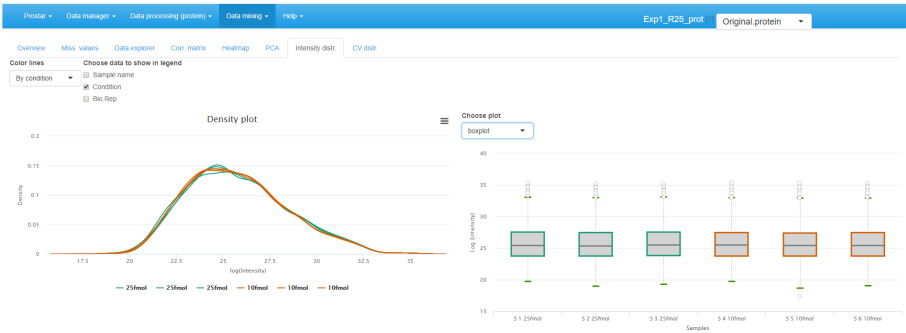 Prostar Data manager Data processing (protein) Data mining Help Exp1_R25_prot [?] Original.protein
Overview Miss. values Data explorer Corr. matrix Heatmap PCA Intensity distr. CV distr.
Color lines Choose data to show in legend
By condition Sample.name
Condition
Bio.Rep
Density plot
0.2
0.15
0.1
0.05
0
Density
17.5 20 22.5 25 27.5 30 32.5 35
log(Intensity)
25fmol 25fmol 25fmol 10fmol 10fmol 10fmol
Choose plot
boxplot
40
35
30
25
20
15
Log (intensity)
S 1 25fmol S 2 25fmol S 3 25fmol S 4 10fmol S 5 10fmol S 6 10fmol
Samples